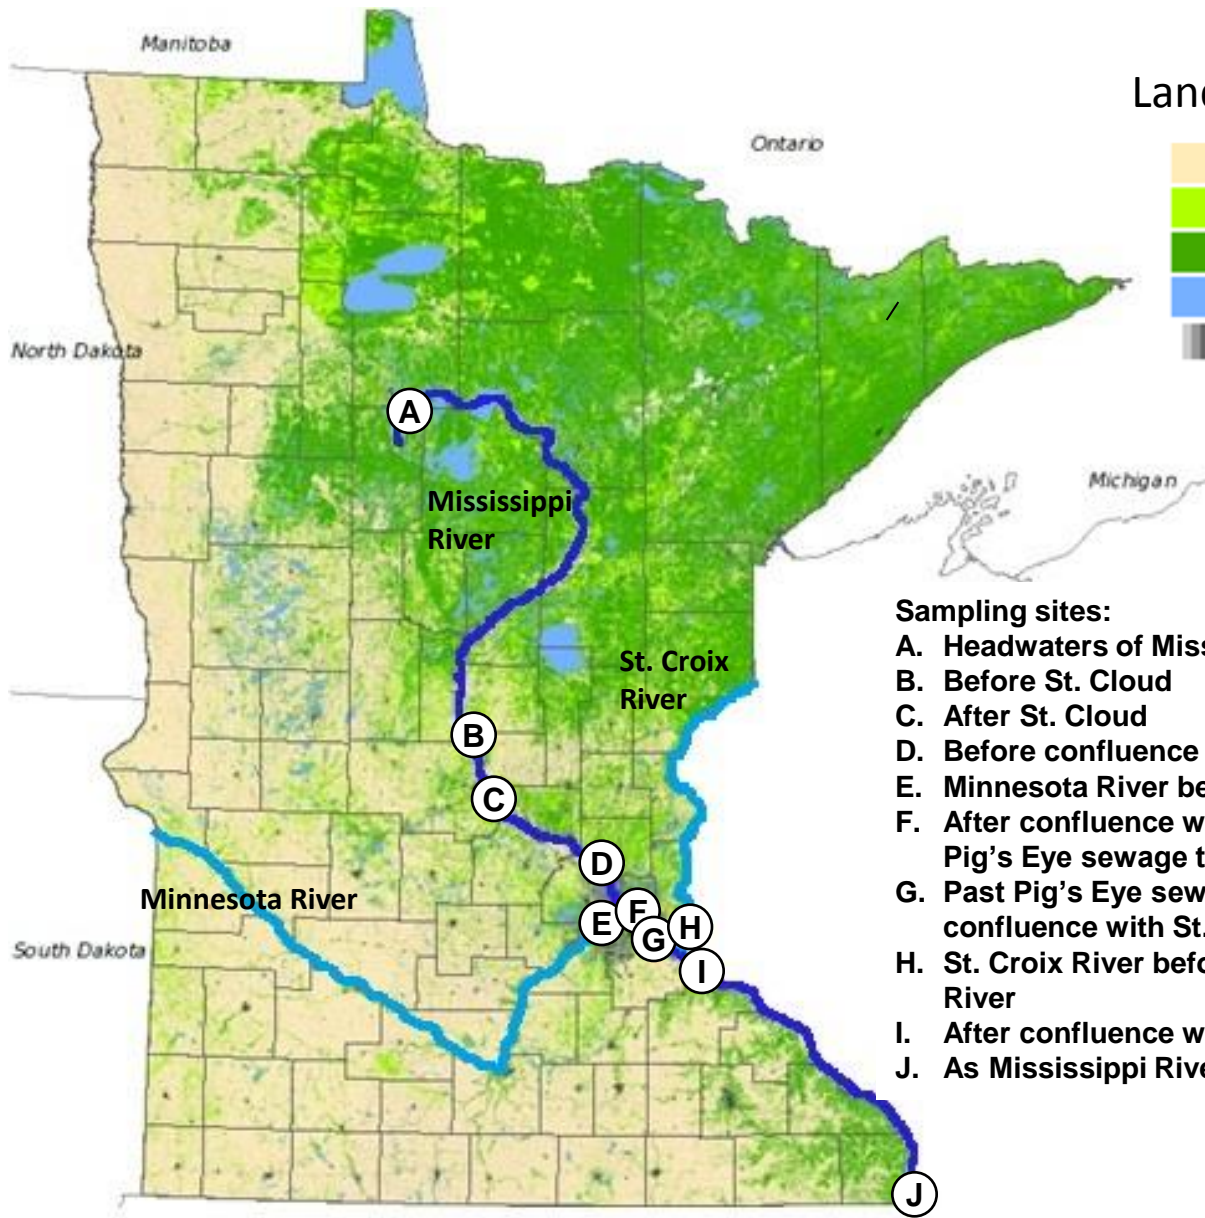 Manitoba
Ontario
North Dakota
A
Michigan
Mississippi
River
St. Croix
River
B
C
D
Minnesota River
E
F
G
H
I
South Dakota
J
Sampling sites:
A. Headwaters of
B. Before St. Cloud
C. After St. Cloud
D. Before confluence
E. Minnesota River
F. After confluence
Pig's Eye sewage
G. Past Pig's Eye
confluence with St.
H. St. Croix River
River
I. After confluence
J. As Mississippi